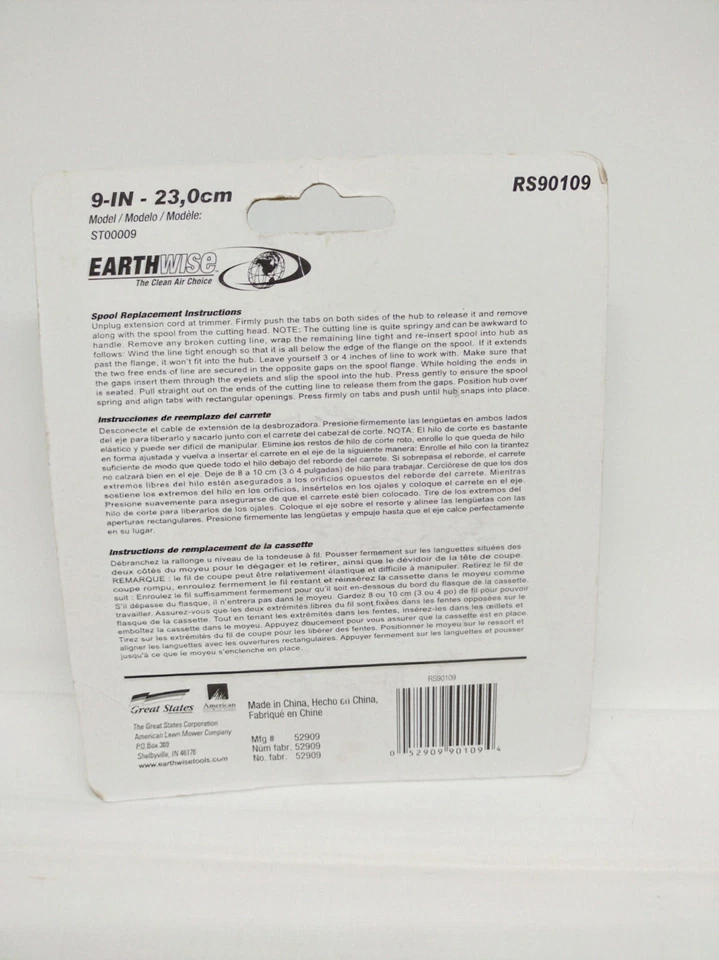 9-IN - 23,0cm
RS90109
Model / Modelo / Modèle:
ST00009
EARTHWISE
The Clean Air Choice
Spool Replacement Instructions
Unplug extension cord at trimmer. Firmly push the tabs on both sides of the hub to release it and remove
along with the spool from the cutting head. NOTE: The cutting line is quite springy and can be awkward to
handle. Remove any broken cutting line, wrap the remaining line tight and re-insert spool into hub as
follows: Wind the line tight enough so that it is all below the edge of the flange on the spool. If it extends
past the flange, it won't fit into the hub. Leave yourself 3 or 4 inches of line to work with. Make sure that
the two free ends of line are secured in the opposite gaps on the spool flange. While holding the ends in
the gaps insert them through the eyelets and slip the spool into the hub. Press gently to ensure the spool
is seated. Pull straight out on the ends of the cutting line to release them from the gaps. Position hub over
spring and align tabs with rectangular openings. Press firmly on tabs and push until hub snaps into place.
Instrucciones de reemplazo del carrete
Desconecte el cable de extensión de la desbrozadora. Presione firmemente las lengüetas en ambos lados
del eje para liberarlo y sacarlo junto con el carrete del cabezal de corte. NOTA: El hilo de corte es bastante
elástico y puede ser difícil de manipular. Elimine los restos de hilo de corte roto, enrolle lo que queda de hilo
en forma ajustada y vuelva a insertar el carrete en el eje de la siguiente manera: Enrolle el hilo con la tirantez
suficiente de modo que quede todo el hilo debajo del reborde del carrete. Si sobrepasa el reborde, el carrete
no calzará bien en el eje. Deje de 8 a 10 cm (3 ó 4 pulgadas) de hilo para trabajar. Cerciórese de que los dos
extremos libres del hilo estén asegurados a los orificios opuestos del reborde del carrete. Mientras
sostiene los extremos del hilo en los orificios, insértelos en los ojales y coloque el carrete en el eje.
Presione suavemente para asegurarse de que el carrete esté bien colocado. Tire de los extremos del
hilo de corte para liberarlos de los ojales. Coloque el eje sobre el resorte y alinee las lengüetas con las
aperturas rectangulares. Presione firmemente las lengüetas y empuje hasta que el eje calce perfectamente
en su lugar.
Instructions de remplacement de la cassette
Débranchez la rallonge u niveau de la tondeuse à fil. Pousser fermement sur les languettes situées des
deux côtés du moyeu pour le dégager et le retirer, ainsi que le dévidoir de la tête de coupe.
REMARQUE : le fil de coupe peut être relativement élastique et difficile à manipuler. Retirez le fil de
coupe rompu, enroulez fermement le fil restant et réinsérez la cassette dans le moyeu comme
suit : Enroulez le fil suffisamment fermement pour qu'il soit en-dessous du bord du flasque de la cassette.
S'il dépasse du flasque, il n'entrera pas dans le moyeu. Gardez 8 ou 10 cm (3 ou 4 po) de fil pour pouvoir
travailler. Assurez-vous que les deux extrémités libres du fil sont fixées dans les fentes opposées sur le
flasque de la cassette. Tout en tenant les extrémités dans les fentes, insérez-les dans les œillets et
emboîtez la cassette dans le moyeu. Appuyez doucement pour vous assurer que la cassette est en place.
Tirez sur les extrémités du fil de coupe pour les libérer des fentes. Positionner le moyeu sur le ressort et
aligner les languettes avec les ouvertures rectangulaires. Appuyer fermement sur les languettes et pousser
jusqu'à ce que le moyeu s'enclenche en place.
Great States
American
The Great States Corporation
American Lawn Mower Company
P.O. Box 369
Shelbyville, IN 46176
www.earthwisetools.com
Made in China, Hecho en China,
Fabriqué en Chine
Mfg # 52909
Núm fabr. 52909
No. fabr. 52909
RS90109
0 52909 90109 4